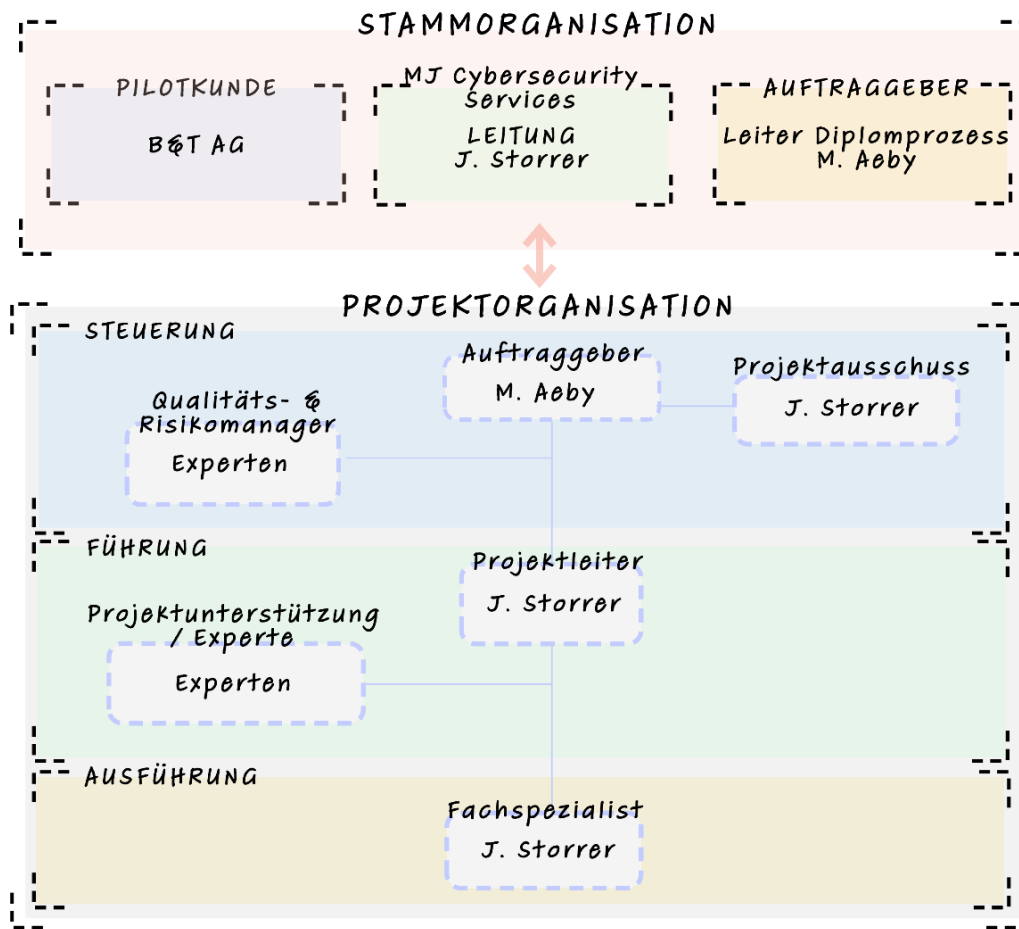 STAMMORGANISATION
PILOTKUNDE
B&T AG
MJ Cybersecurity
Services
LEITUNG
J. Storrer
AUFTRAGGEBER
Leiter Diplomprozess
M. Aeby
PROJEKTORGANISATION
STEUERUNG
Auftraggeber
M. Aeby
Projektausschuss
J. Storrer
Qualitäts- &
Risikomanager
Experten
FÜHRUNG
Projektleiter
J. Storrer
Projektunterstützung
/ Experte
Experten
AUSFÜHRUNG
Fachspezialist
J. Storrer